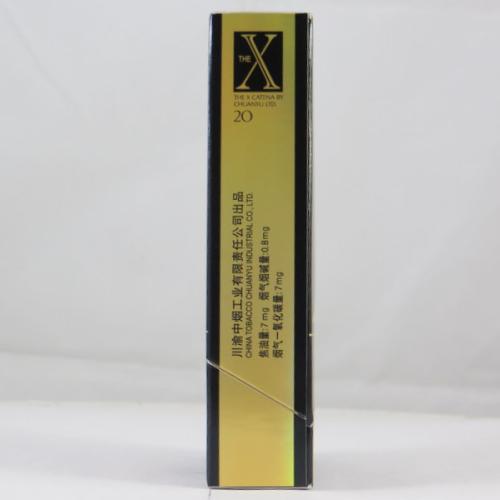 THE X
THE X CATENA BY
CHUANYU LTD.
20
川渝中烟工业有限责任公司出品
CHINA TOBACCO CHUANYU INDUSTRIAL CO., LTD.
焦油量:7mg 烟气烟碱量:0.8mg
烟气一氧化碳量:7mg